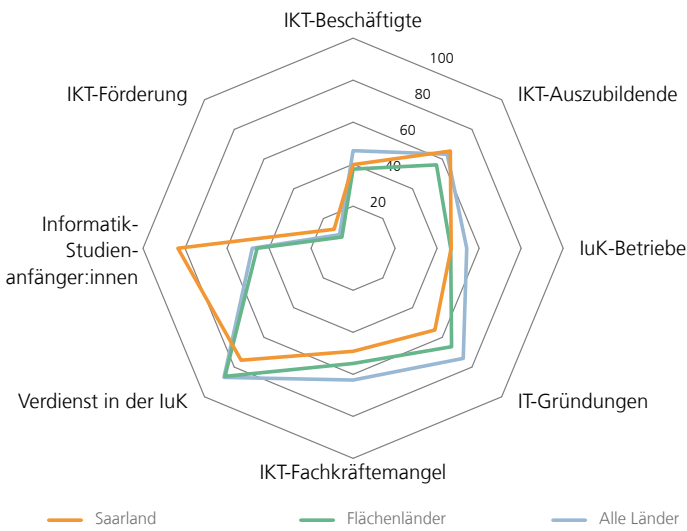 IKT-Beschäftigte
100
IKT-Förderung
80
IKT-Auszubildende
60
40
20
Informatik-
Studien-
anfänger:innen
IuK-Betriebe
Verdienst in der IuK
IT-Gründungen
IKT-Fachkräftemangel
Saarland
Flächenländer
Alle Länder